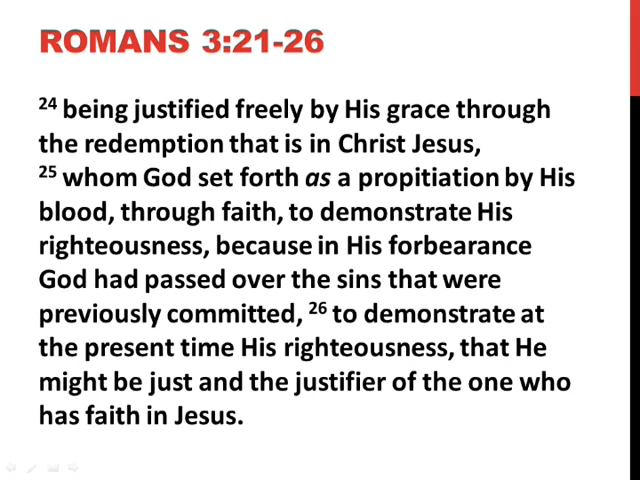 ROMANS 3:21-26
24 being justified freely by His grace through
the redemption that is in Christ Jesus,
25 whom God set forth as a propitiation by His
blood, through faith, to demonstrate His
righteousness, because in His forbearance
God had passed over the sins that were
previously committed, 26 to demonstrate at
the present time His righteousness, that He
might be just and the justifier of the one who
has faith in Jesus.